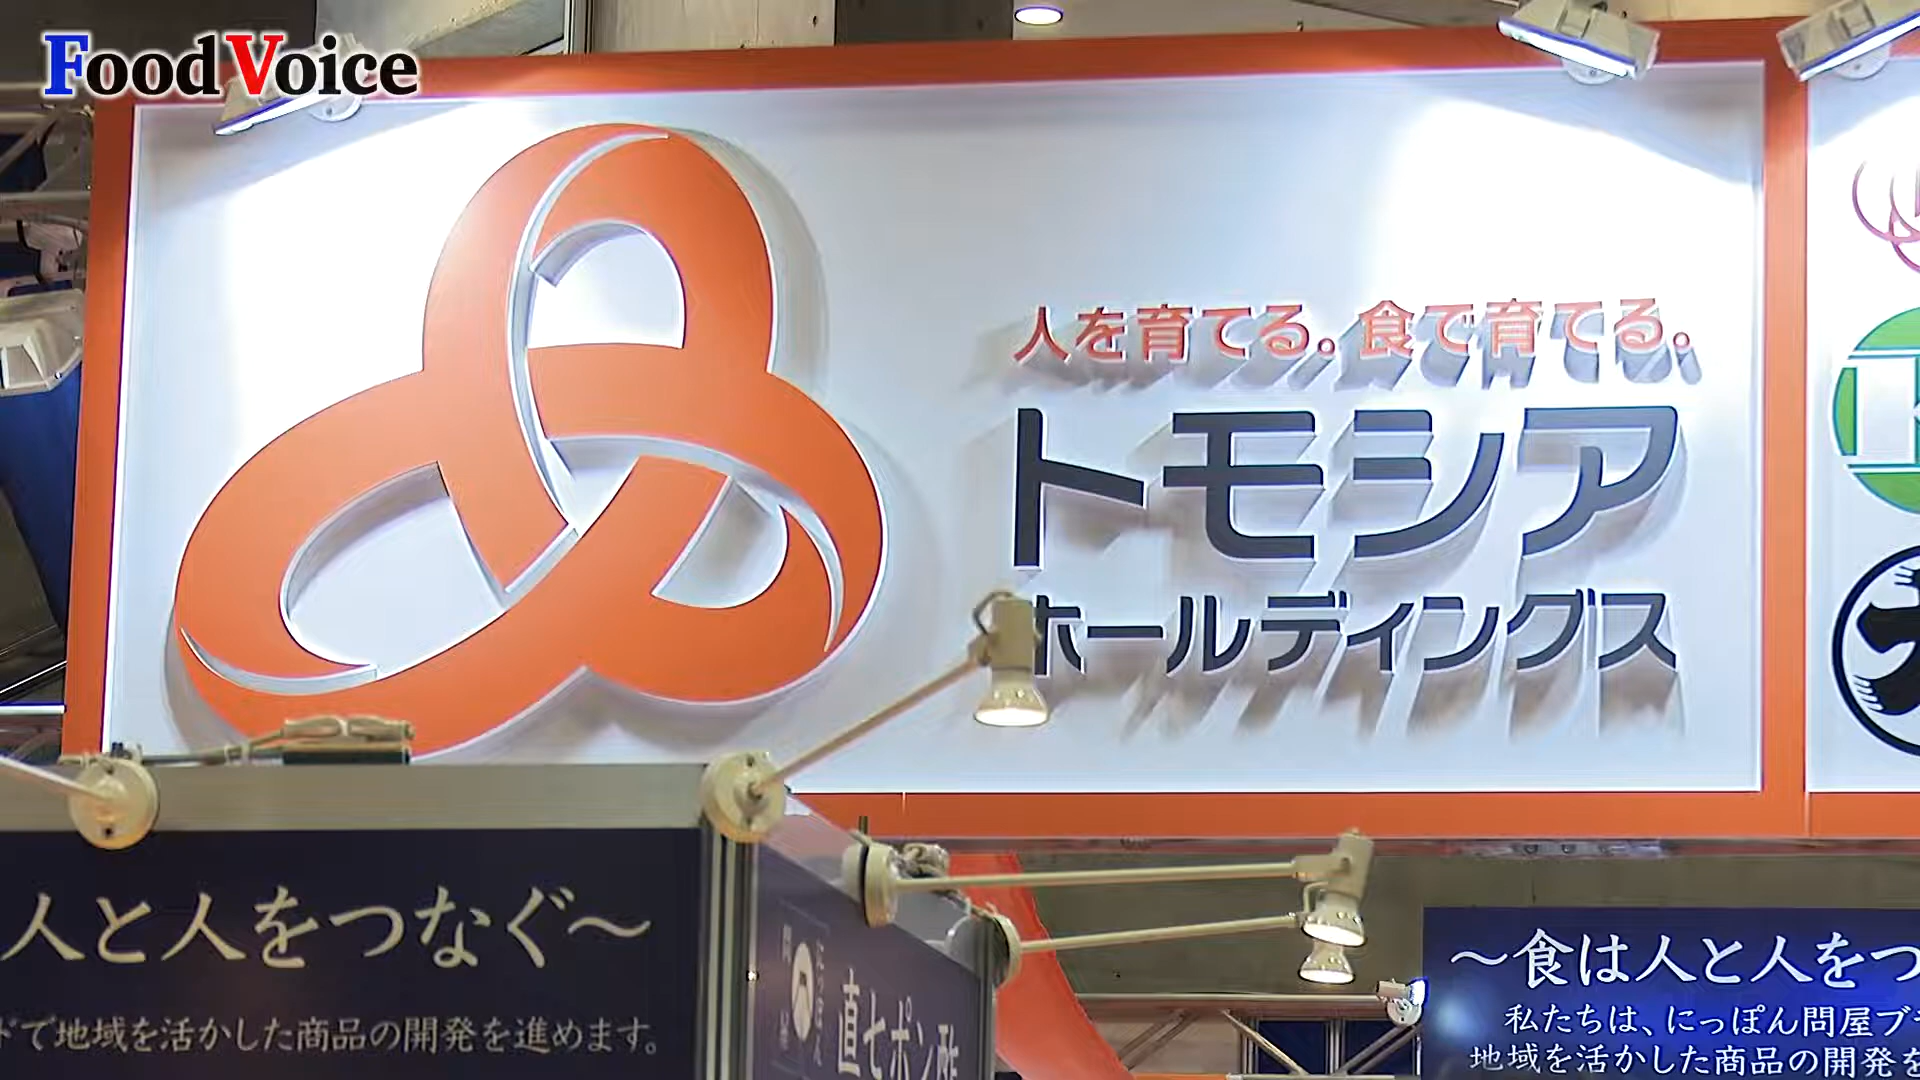 FoodVoice
人を育てる。食で育てる。
トモシア
ホールディングス
人と人をつなぐ～
で地域を活かした商品の開発を進めます。
直七ポン酢
～食は人と人をつ
私たちは、にっぽん問屋ブ
地域を活かした商品の開発を